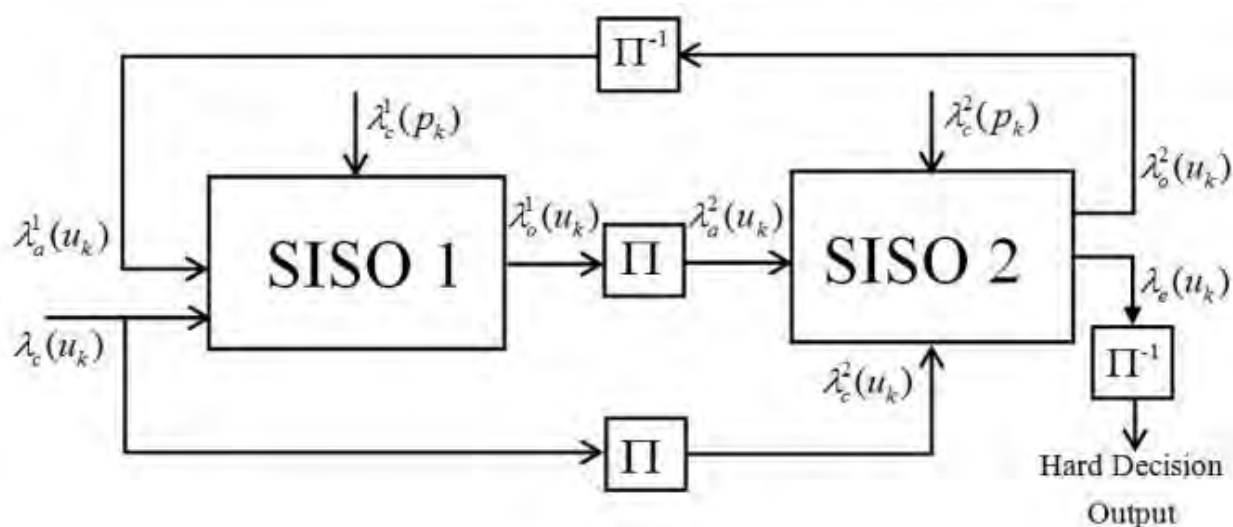 Π⁻¹
λ_c^1(p_k)
λ_c^2(p_k)
λ_o^2(u_k)
λ_a^1(u_k)
SISO 1
λ_o^1(u_k)
Π
λ_a^2(u_k)
SISO 2
λ_e(u_k)
λ_c(u_k)
λ_c^2(u_k)
Π⁻¹
Π
Hard Decision
Output